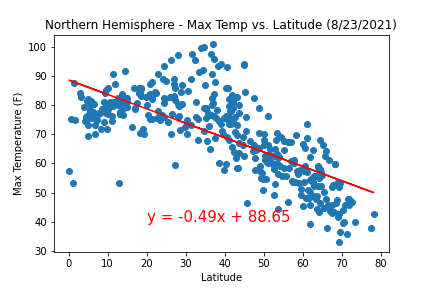 Northern Hemisphere - Max Temp vs. Latitude (8/23/2021)
100
90
80
70
60
50
40
30
Max Temperature (F)
y = -0.49x + 88.65
0 10 20 30 40 50 60 70 80
Latitude